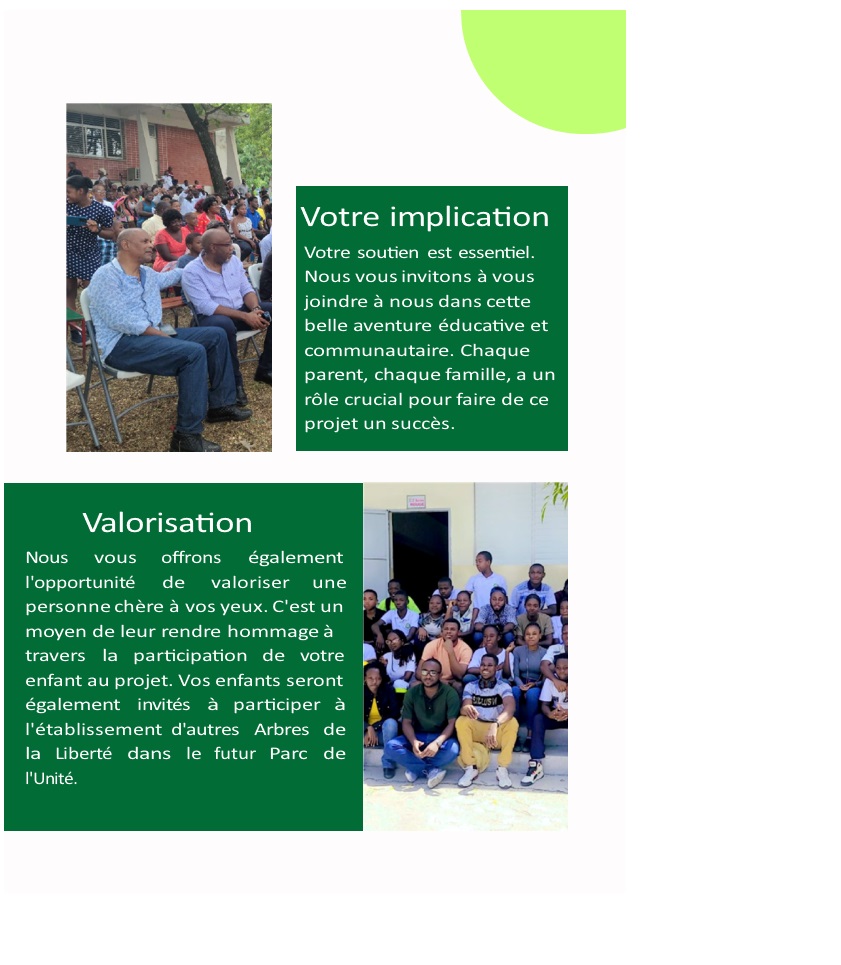 Votre implication
Votre soutien est essentiel.
Nous vous invitons à vous
joindre à nous dans cette
belle aventure éducative et
communautaire. Chaque
parent, chaque famille, a un
rôle crucial pour faire de ce
projet un succès.
Valorisation
Nous vous offrons également
l'opportunité de valoriser une
personne chère à vos yeux. C'est un
moyen de leur rendre hommage à
travers la participation de votre
enfant au projet. Vos enfants seront
également invités à participer à
l'établissement d'autres Arbres de
la Liberté dans le futur Parc de
l'Unité.